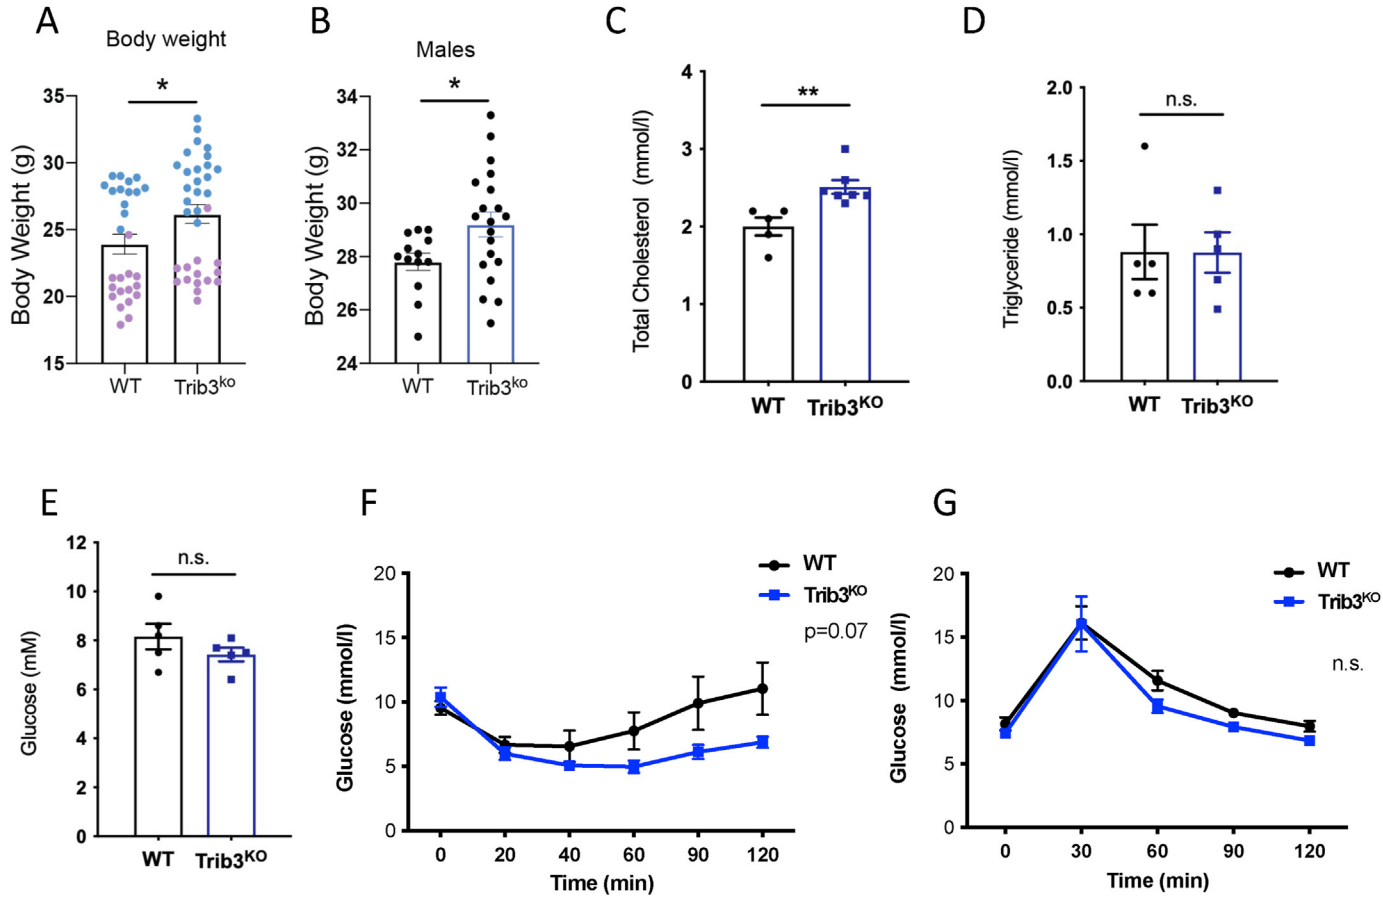 A
Body weight
*
Body Weight (g)
35
30
25
20
15
WT
Trib3ko
B
Males
*
Body Weight (g)
34
32
30
28
26
24
WT
Trib3ko
C
**
Total Cholesterol (mmol/l)
4
3
2
1
0
WT
Trib3KO
D
n.s.
Triglyceride (mmol/l)
2.0
1.5
1.0
0.5
0.0
WT
Trib3KO
E
n.s.
Glucose (mM)
12
10
8
6
4
2
0
WT
Trib3KO
F
WT
Trib3KO
p=0.07
Glucose (mmol/l)
20
15
10
5
0
0 20 40 60 90 120
Time (min)
G
WT
Trib3KO
n.s.
Glucose (mmol/l)
20
15
10
5
0
0 30 60 90 120
Time (min)